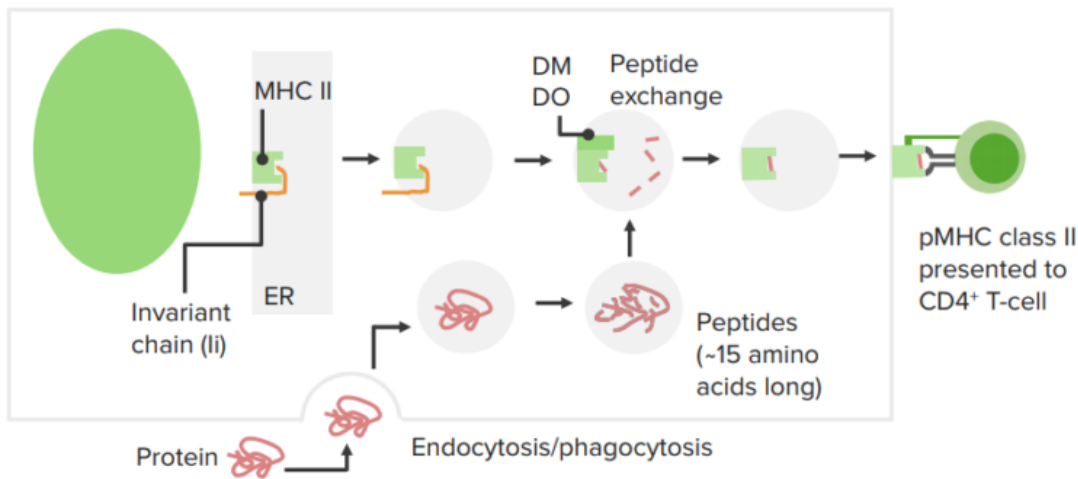 MHC II
DM
DO
Peptide
exchange
ER
Invariant
chain (Ii)
Peptides
(~15 amino
acids long)
pMHC class II
presented to
CD4⁺ T-cell
Protein
Endocytosis/phagocytosis